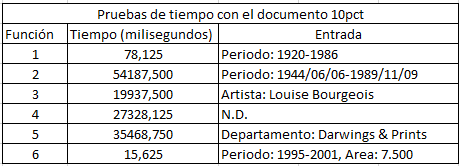 Pruebas de tiempo con el documento 10pct
Función Tiempo (milisegundos) Entrada
1 78,125 Periodo: 1920-1986
2 54187,500 Periodo: 1944/06/06-1989/11/09
3 19937,500 Artista: Louise Bourgeois
4 27328,125 N.D.
5 35468,750 Departamento: Darwings & Prints
6 15,625 Periodo: 1995-2001, Area: 7.500